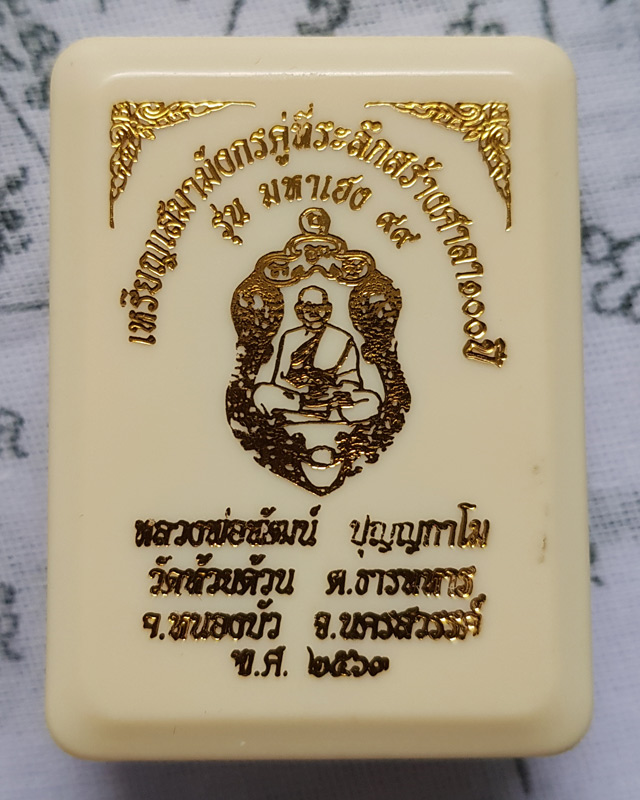 เหรียญเสมามังกรคู่ที่ระลึกสร้างศาลา๑๐๐ปี
รุ่น มหาเฮง ๙๙
หลวงพ่อพัฒน์ ปุญญกาโม
วัดห้วยด้วน ต.ธารทหาร
จ.หนองบัว จ.นครสวรรค์
พ.ศ. ๒๕๖๓